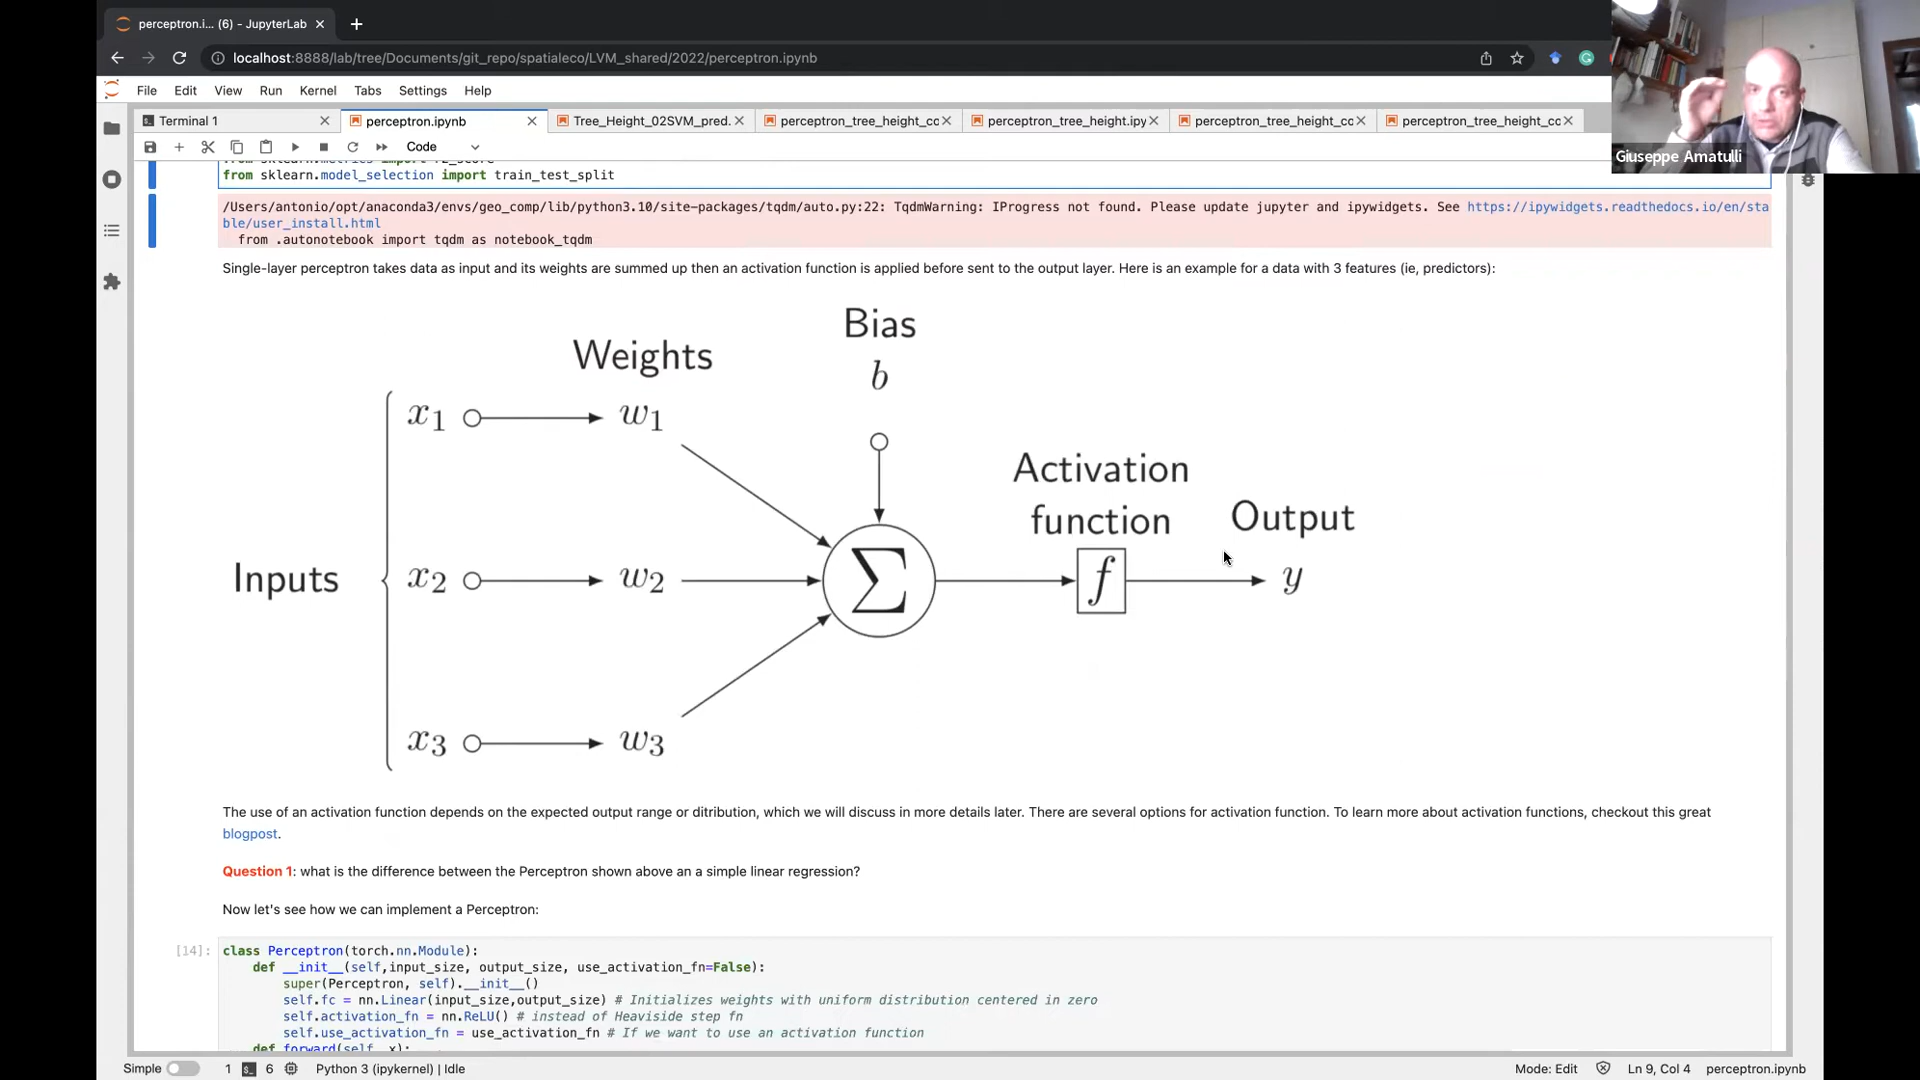 perceptron.i... (6) - JupyterLab
localhost:8888/lab/tree/Documents/git_repo/spatialeco/LVM_shared/2022/perceptron.ipynb
Giuseppe Amatulli
File Edit View Run Kernel Tabs Settings Help
Terminal 1
perceptron.ipynb
Tree_Height_02SVM_pred.
perceptron_tree_height_cc
perceptron_tree_height.ipy
perceptron_tree_height_cc
perceptron_tree_height_cc
Code
from sklearn.metrics import r2_score
from sklearn.model_selection import train_test_split
/Users/antonio/opt/anaconda3/envs/geo_comp/lib/python3.10/site-packages/tqdm/auto.py:22: TqdmWarning: IProgress not found. Please update jupyter and ipywidgets. See https://ipywidgets.readthedocs.io/en/sta
ble/user_install.html
from .autonotebook import tqdm as notebook_tqdm
Single-layer perceptron takes data as input and its weights are summed up then an activation function is applied before sent to the output layer. Here is an example for a data with 3 features (ie, predictors):
Bias
b
Weights
x1 w1
Activation
function
Output
Inputs
x2 w2 Σ f y
x3 w3
The use of an activation function depends on the expected output range or ditribution, which we will discuss in more details later. There are several options for activation function. To learn more about activation functions, checkout this great
blogpost.
Question 1: what is the difference between the Perceptron shown above an a simple linear regression?
Now let's see how we can implement a Perceptron:
[14]: class Perceptron(torch.nn.Module):
def __init__(self,input_size, output_size, use_activation_fn=False):
super(Perceptron, self).__init__()
self.fc = nn.Linear(input_size,output_size) # Initializes weights with uniform distribution centered in zero
self.activation_fn = nn.ReLU() # instead of Heaviside step fn
self.use_activation_fn = use_activation_fn # If we want to use an activation function
def forward(self, x):
Simple 1 6 Python 3 (ipykernel) | Idle Mode: Edit Ln 9, Col 4 perceptron.ipynb